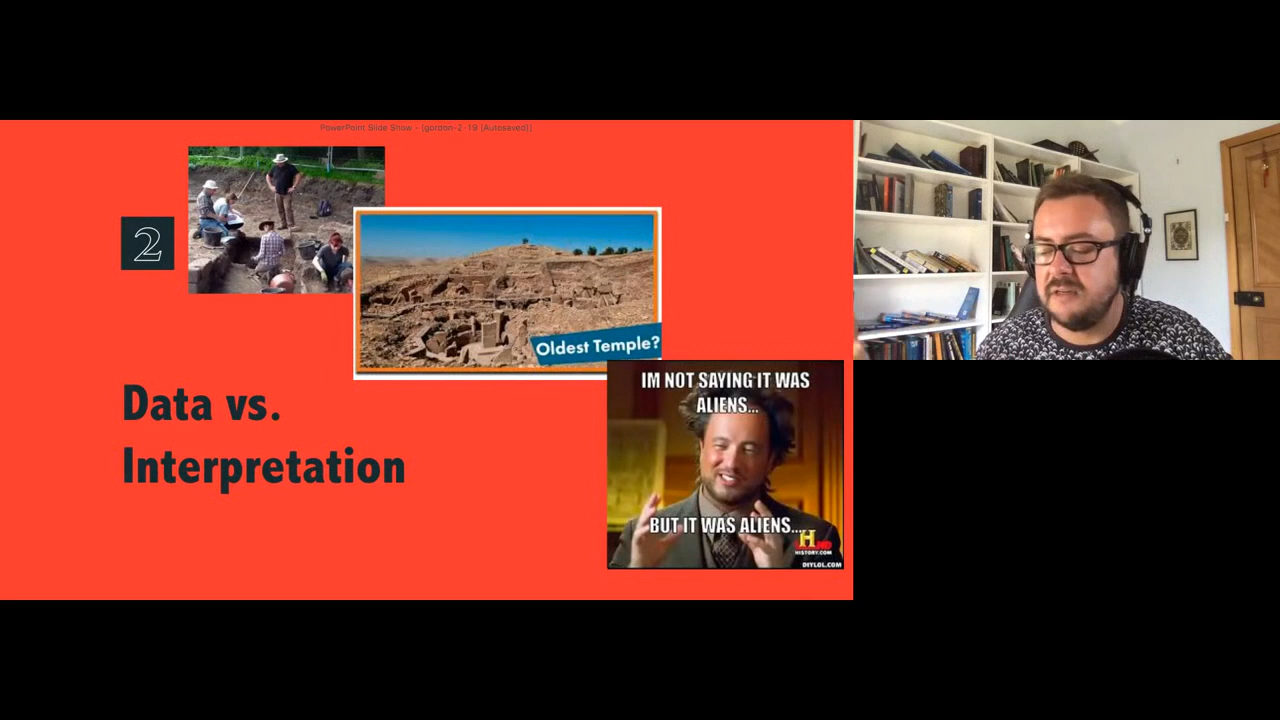 PowerPoint Slide Show - [gordon-2-19 [Autosaved]]
2
Oldest Temple?
Data vs.
Interpretation
IM NOT SAYING IT WAS
ALIENS...
BUT IT WAS ALIENS...
H
HISTORY.COM
DIYLOL.COM